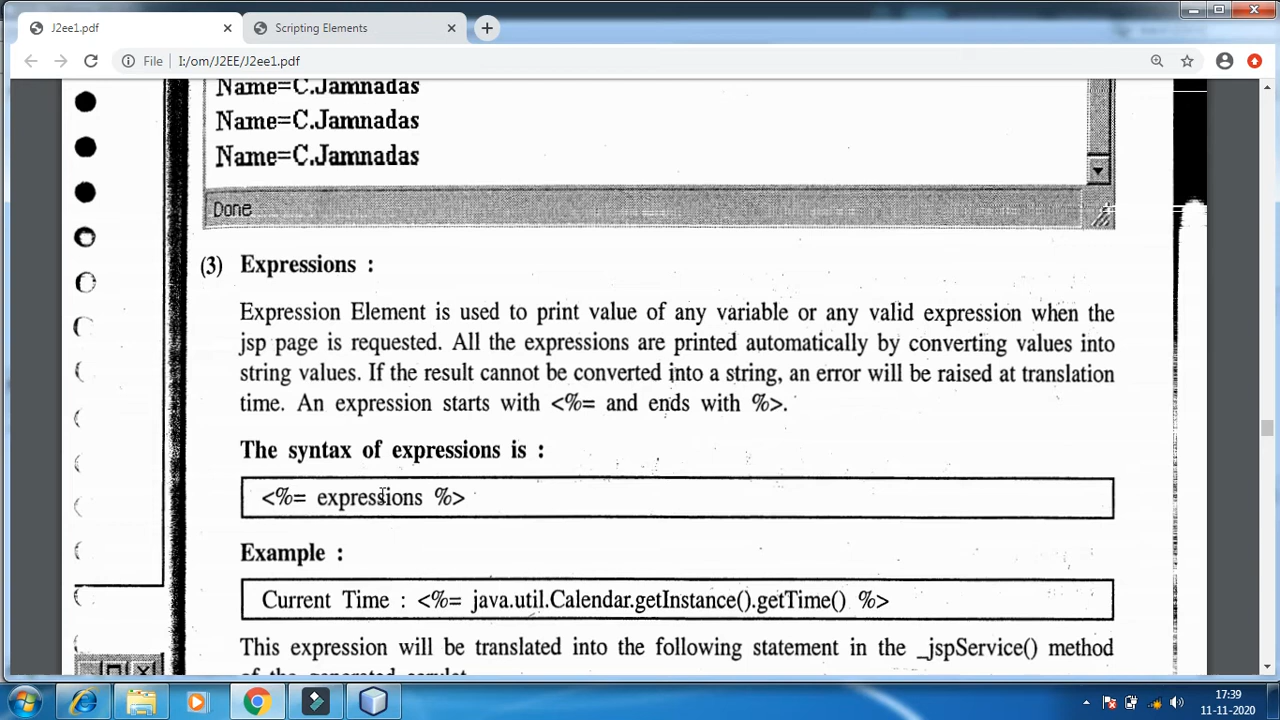 J2ee1.pdf
Scripting Elements
File I:/om/J2EE/J2ee1.pdf
Name=C.Jamnadas
Name=C.Jamnadas
Name=C.Jamnadas
Done
(3) Expressions :
Expression Element is used to print value of any variable or any valid expression when the
jsp page is requested. All the expressions are printed automatically by converting values into
string values. If the result cannot be converted into a string, an error will be raised at translation
time. An expression starts with <%= and ends with %>.
The syntax of expressions is :
<%= expressions %>
Example :
Current Time : <%= java.util.Calendar.getInstance().getTime() %>
This expression will be translated into the following statement in the _jspService() method
of the generated servlet
17:39
11-11-2020